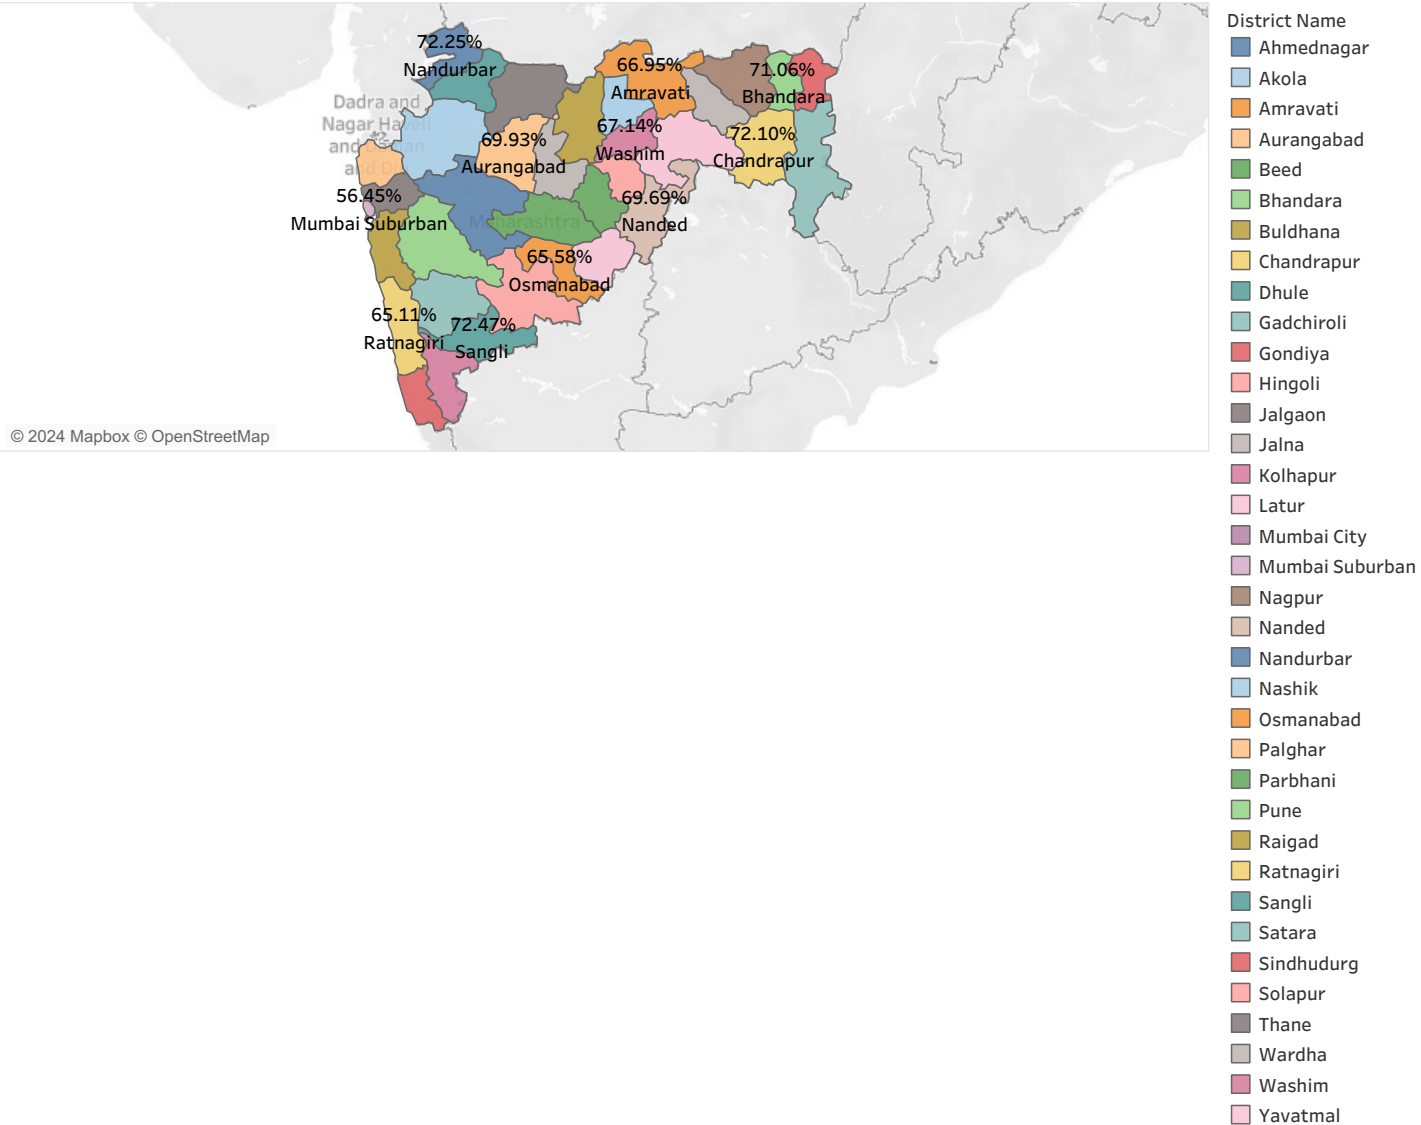 72.25%
Nandurbar
66.95%
Amravati
71.06%
Bhandara
Dadra and
Nagar Haveli
and Daman
and Diu
69.93%
Aurangabad
67.14%
Washim
72.10%
Chandrapur
56.45%
Mumbai Suburban
69.69%
Nanded
Maharashtra
65.58%
Osmanabad
65.11%
Ratnagiri
72.47%
Sangli
© 2024 Mapbox © OpenStreetMap
District Name
Ahmednagar
Akola
Amravati
Aurangabad
Beed
Bhandara
Buldhana
Chandrapur
Dhule
Gadchiroli
Gondiya
Hingoli
Jalgaon
Jalna
Kolhapur
Latur
Mumbai City
Mumbai Suburban
Nagpur
Nanded
Nandurbar
Nashik
Osmanabad
Palghar
Parbhani
Pune
Raigad
Ratnagiri
Sangli
Satara
Sindhudurg
Solapur
Thane
Wardha
Washim
Yavatmal